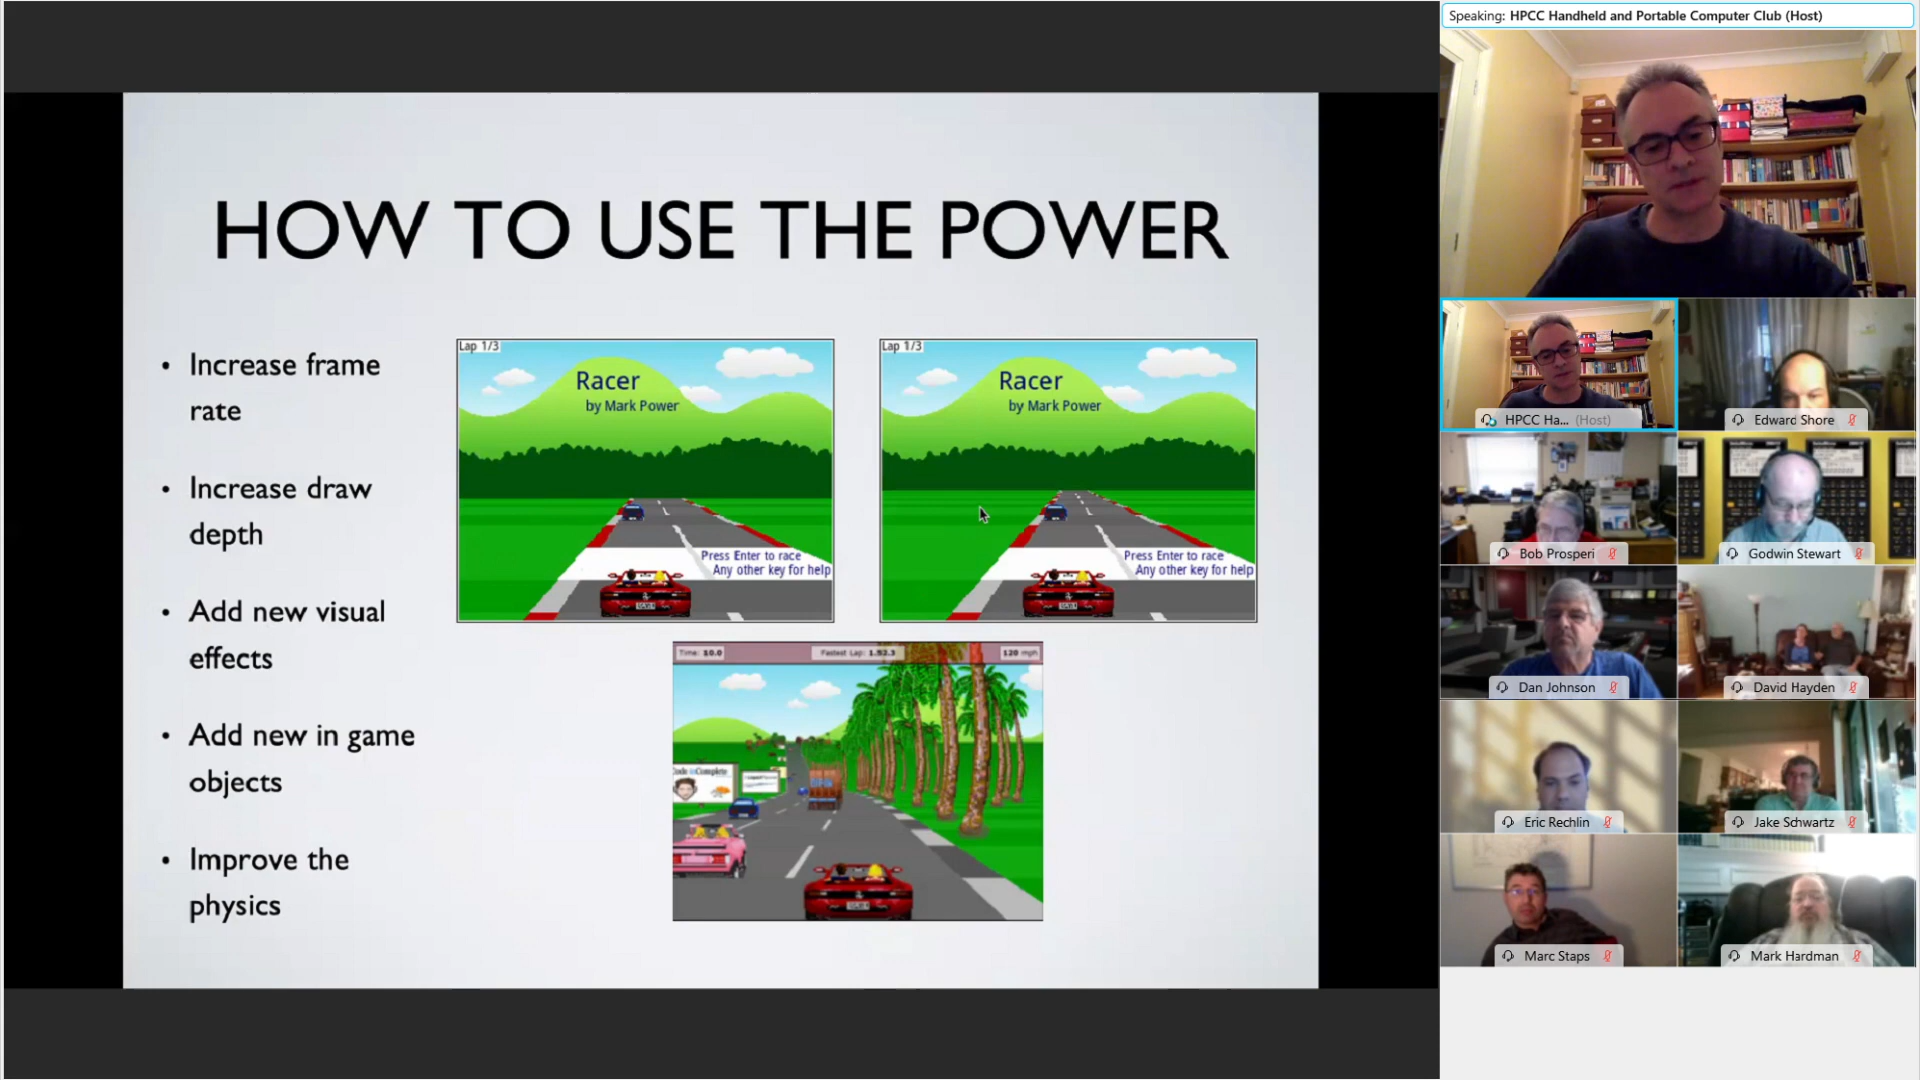 Speaking: HPCC Handheld and Portable Computer Club (Host)
HOW TO USE THE POWER
• Increase frame
rate
• Increase draw
depth
• Add new visual
effects
• Add new in game
objects
• Improve the
physics
Lap 1/3
Racer
by Mark Power
Press Enter to race
Any other key for help
Lap 1/3
Racer
by Mark Power
Press Enter to race
Any other key for help
Time: 50.0
Fastest Lap: 1.52.3
120 mph
Complete
HPCC Ha... (Host)
Edward Shore
Bob Prosperi
Godwin Stewart
Dan Johnson
David Hayden
Eric Rechlin
Jake Schwartz
Marc Staps
Mark Hardman